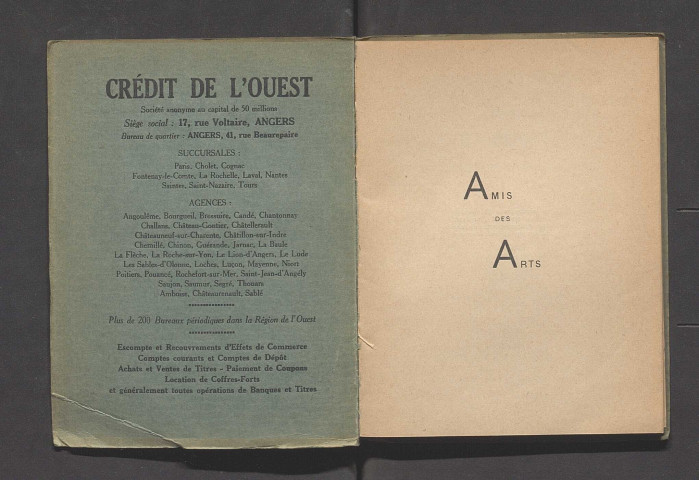 CRÉDIT DE L'OUEST
Société anonyme au capital de 50 millions
Siège social : 17, rue Voltaire, ANGERS
Bureau de quartier : ANGERS, 41, rue Beaurepaire
SUCCURSALES :
Paris, Cholet, Cognac
Fontenay-le-Comte, La Rochelle, Laval, Nantes
Saintes, Saint-Nazaire, Tours
AGENCES :
Angoulême, Bourgueil, Bressuire, Candé, Chantonnay
Challans, Château-Gontier, Châtellerault
Châteauneuf-sur-Charente, Châtillon-sur-Indre
Chemillé, Chinon, Guérande, Jarnac, La Baule
La Flèche, La Roche-sur-Yon, Le Lion-d'Angers, Le Lude
Les Sables-d'Olonne, Loches, Luçon, Mayenne, Niort
Poitiers, Pouancé, Rochefort-sur-Mer, Saint-Jean-d'Angély
Saujon, Saumur, Segré, Thouars
Amboise, Châteaurenault, Sablé
Plus de 200 Bureaux périodiques dans la Région de l'Ouest
Escompte et Recouvrements d'Effets de Commerce
Comptes courants et Comptes de Dépôt
Achats et Ventes de Titres - Paiement de Coupons
Location de Coffres-Forts
et généralement toutes opérations de Banques et Titres
AMIS
DES
ARTS